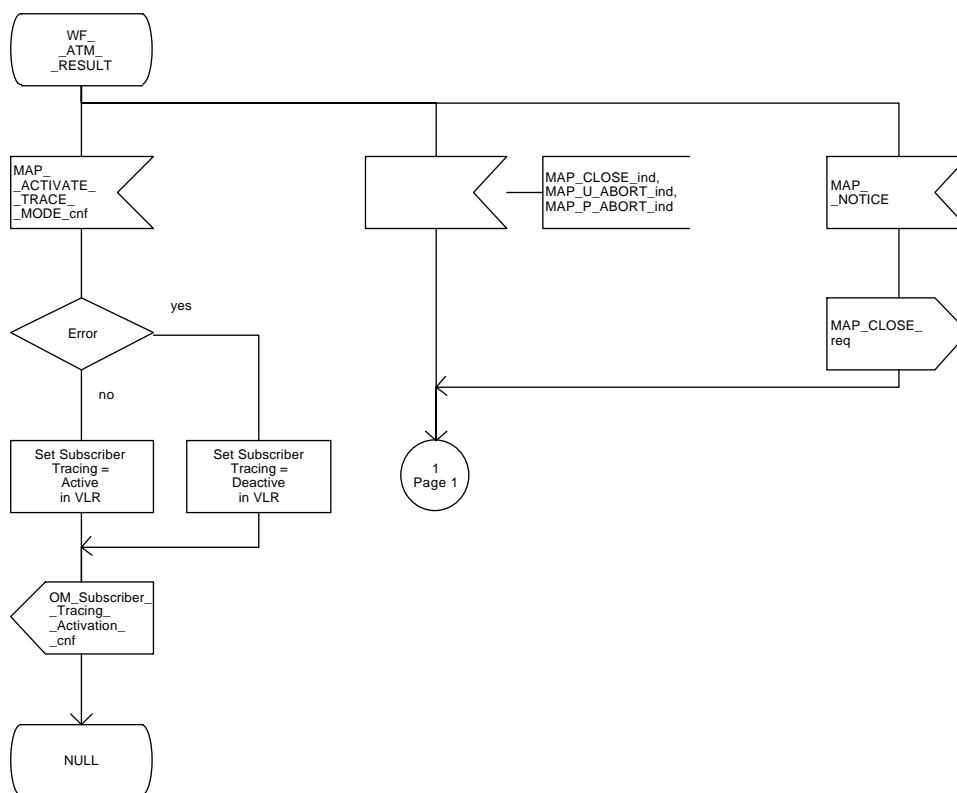 WF_
_ATM_
_RESULT
MAP_
_ACTIVATE_
_TRACE_
_MODE_cnf
MAP_CLOSE_ind,
MAP_U_ABORT_ind,
MAP_P_ABORT_ind
MAP_
_NOTICE
yes
Error
MAP_CLOSE_
req
no
Set Subscriber
Tracing =
Active
in VLR
Set Subscriber
Tracing =
Deactive
in VLR
1
Page 1
OM_Subscriber_
_Tracing_
_Activation_
_cnf
NULL